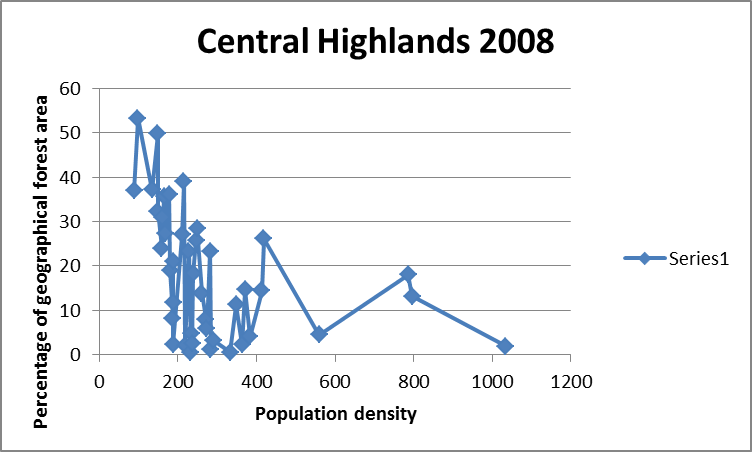 Central Highlands 2008
Percentage of geographical forest area
60
50
40
30
20
10
0
0 200 400 600 800 1000 1200
Population density
Series1